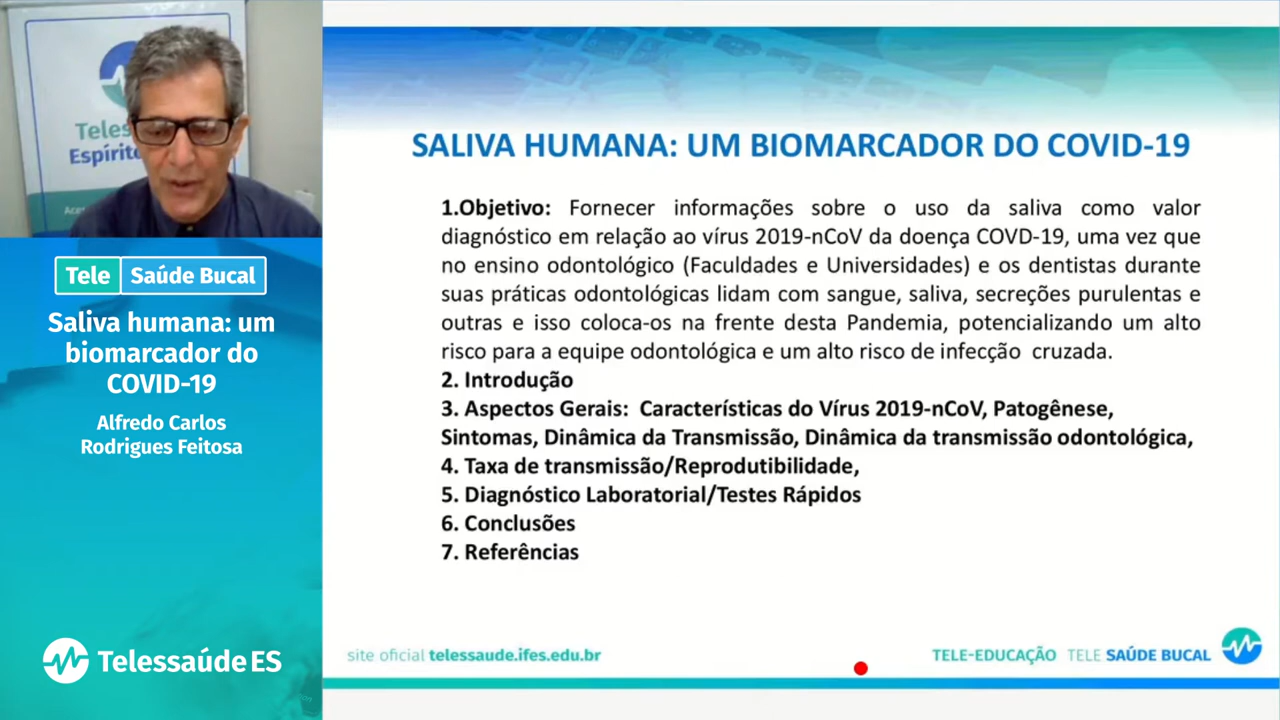 Teles
Espírito
Aces
Tele Saúde Bucal
Saliva humana: um
biomarcador do
COVID-19
Alfredo Carlos
Rodrigues Feitosa
TelessaúdeES
SALIVA HUMANA: UM BIOMARCADOR DO COVID-19
1.Objetivo: Fornecer informações sobre o uso da saliva como valor
diagnóstico em relação ao vírus 2019-nCoV da doença COVD-19, uma vez que
no ensino odontológico (Faculdades e Universidades) e os dentistas durante
suas práticas odontológicas lidam com sangue, saliva, secreções purulentas e
outras e isso coloca-os na frente desta Pandemia, potencializando um alto
risco para a equipe odontológica e um alto risco de infecção cruzada.
2. Introdução
3. Aspectos Gerais: Características do Vírus 2019-nCoV, Patogênese,
Sintomas, Dinâmica da Transmissão, Dinâmica da transmissão odontológica,
4. Taxa de transmissão/Reprodutibilidade,
5. Diagnóstico Laboratorial/Testes Rápidos
6. Conclusões
7. Referências
site oficial telessaude.ifes.edu.br
TELE-EDUCAÇÃO TELE SAÚDE BUCAL